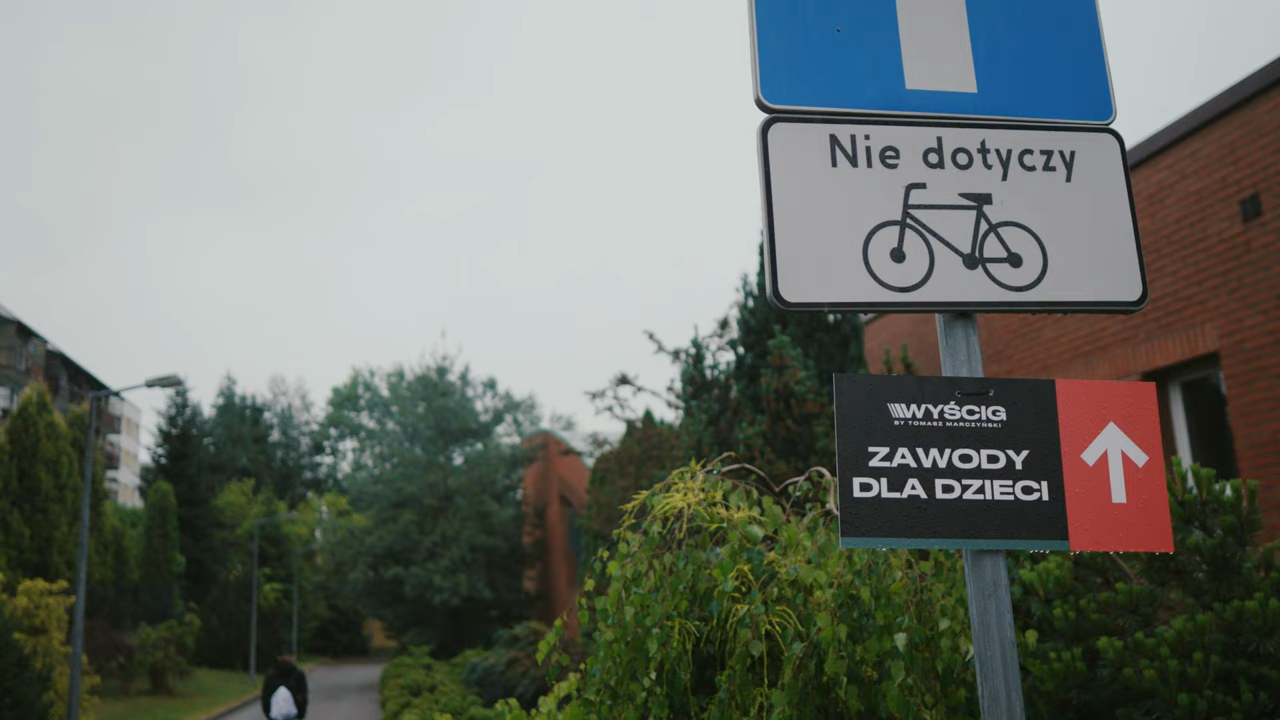 Nie dotyczy
WYŚCIG
BY TOMASZ MARCZYŃSKI
ZAWODY
DLA DZIECI